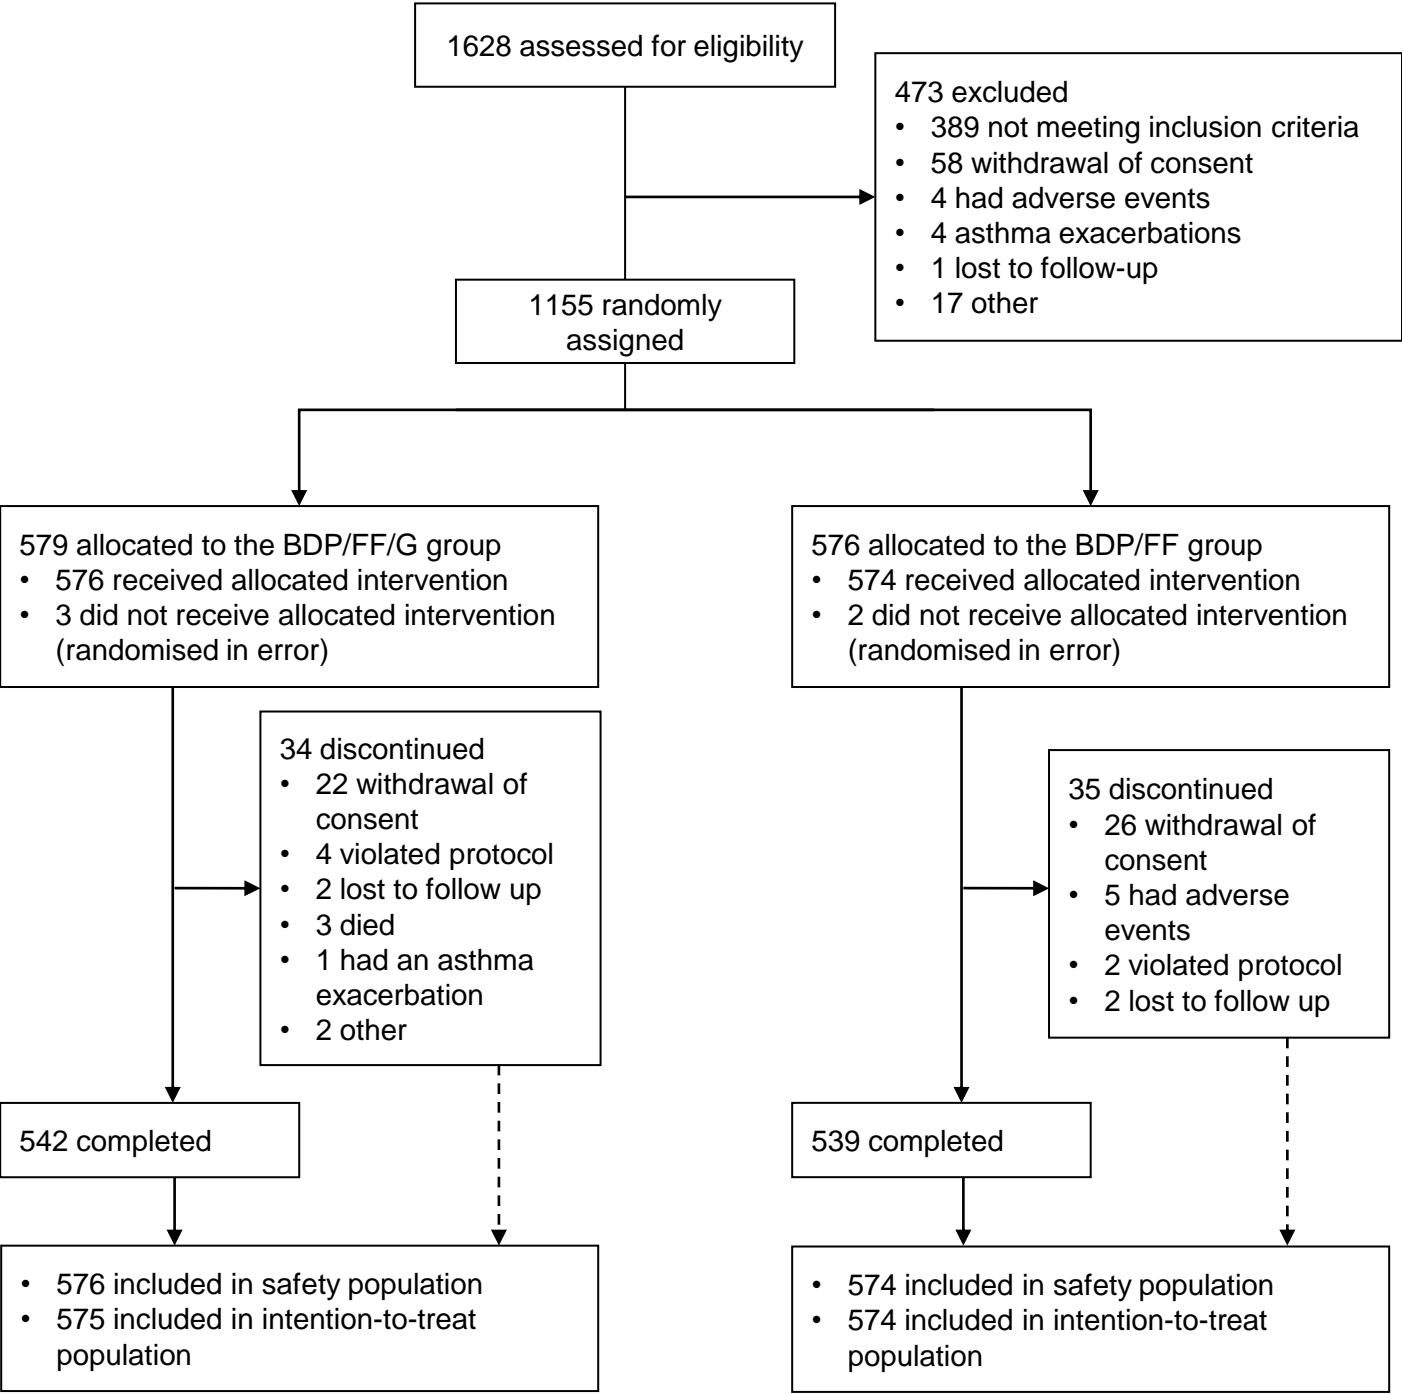 1628 assessed for eligibility
473 excluded
• 389 not meeting inclusion criteria
• 58 withdrawal of consent
• 4 had adverse events
• 4 asthma exacerbations
• 1 lost to follow-up
• 17 other
1155 randomly
assigned
579 allocated to the BDP/FF/G group
• 576 received allocated intervention
• 3 did not receive allocated intervention
(randomised in error)
576 allocated to the BDP/FF group
• 574 received allocated intervention
• 2 did not receive allocated intervention
(randomised in error)
34 discontinued
• 22 withdrawal of
consent
• 4 violated protocol
• 2 lost to follow up
• 3 died
• 1 had an asthma
exacerbation
• 2 other
35 discontinued
• 26 withdrawal of
consent
• 5 had adverse
events
• 2 violated protocol
• 2 lost to follow up
542 completed
539 completed
• 576 included in safety population
• 575 included in intention-to-treat
population
• 574 included in safety population
• 574 included in intention-to-treat
population